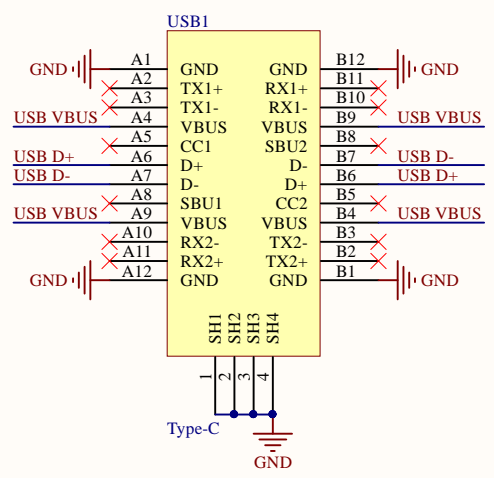 USB1
A1 GND GND B12
GND GND
A2 TX1+ RX1+ B11
A3 TX1- RX1- B10
USB VBUS A4 VBUS VBUS B9 USB VBUS
A5 CC1 SBU2 B8
USB D+ A6 D+ D- B7 USB D-
USB D- A7 D- D+ B6 USB D+
A8 SBU1 CC2 B5
USB VBUS A9 VBUS VBUS B4 USB VBUS
A10 RX2- TX2- B3
A11 RX2+ TX2+ B2
GND A12 GND GND B1 GND
SH1 SH2 SH3 SH4
1 2 3 4
Type-C
GND